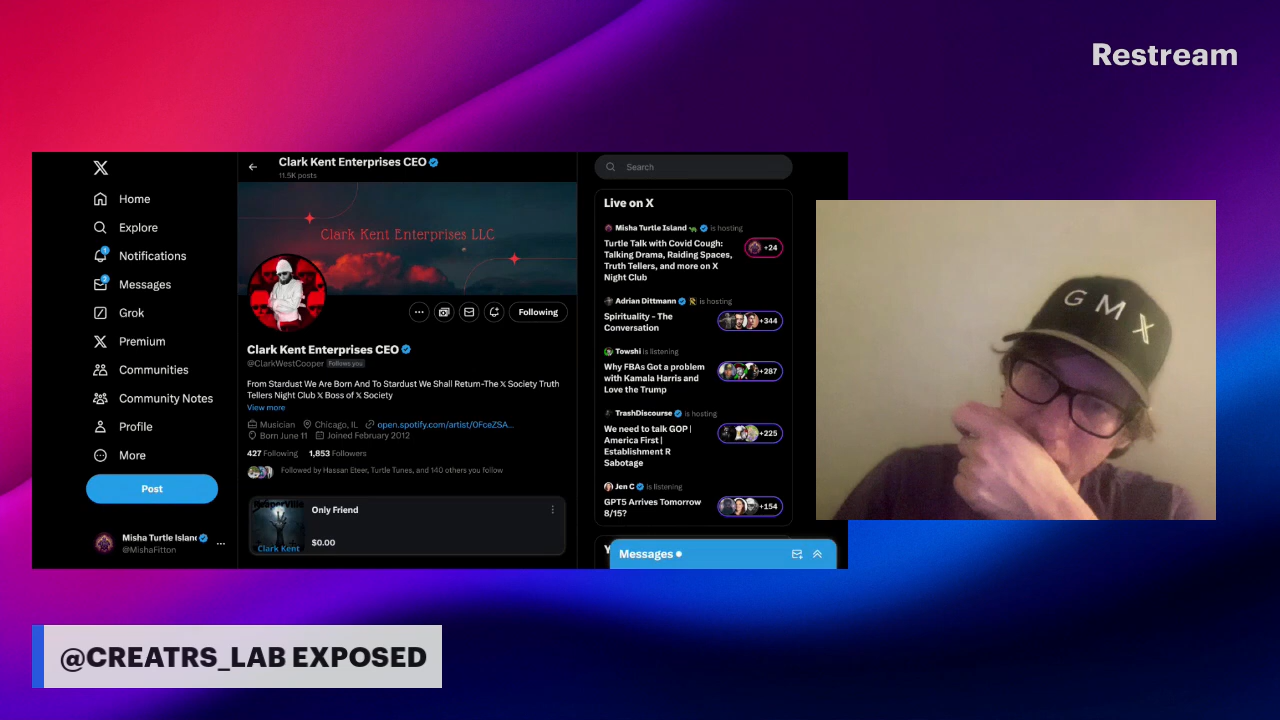 Restream
X
Home
Explore
Notifications
Messages
Grok
Premium
Communities
Community Notes
Profile
More
Post
Misha Turtle Islan
@MishaFitton
Clark Kent Enterprises CEO
11.5K posts
Clark Kent Enterprises LLC
Following
Clark Kent Enterprises CEO
@ClarkWestCooper Follows you
From Stardust We Are Born And To Stardust We Shall Return-The 𝕏 Society Truth
Tellers Night Club 𝕏 Boss of 𝕏 Society
View more
Musician Chicago, IL open.spotify.com/artist/0FceZSA...
Born June 11 Joined February 2012
427 Following 1,853 Followers
Followed by Hassan Eteer, Turtle Tunes, and 140 others you follow
ReaperVille
Clark Kent
Only Friend
$0.00
Search
Live on X
Misha Turtle Island is hosting
Turtle Talk with Covid Cough:
Talking Drama, Raiding Spaces,
Truth Tellers, and more on X
Night Club
+24
Adrian Dittmann is hosting
Spirituality - The
Conversation
+344
Towshi is listening
Why FBAs Got a problem
with Kamala Harris and
Love the Trump
+287
TrashDiscourse is hosting
We need to talk GOP |
America First |
Establishment R
Sabotage
+225
Jen C is listening
GPT5 Arrives Tomorrow
8/15?
+154
Messages
GMX
@CREATRS_LAB EXPOSED